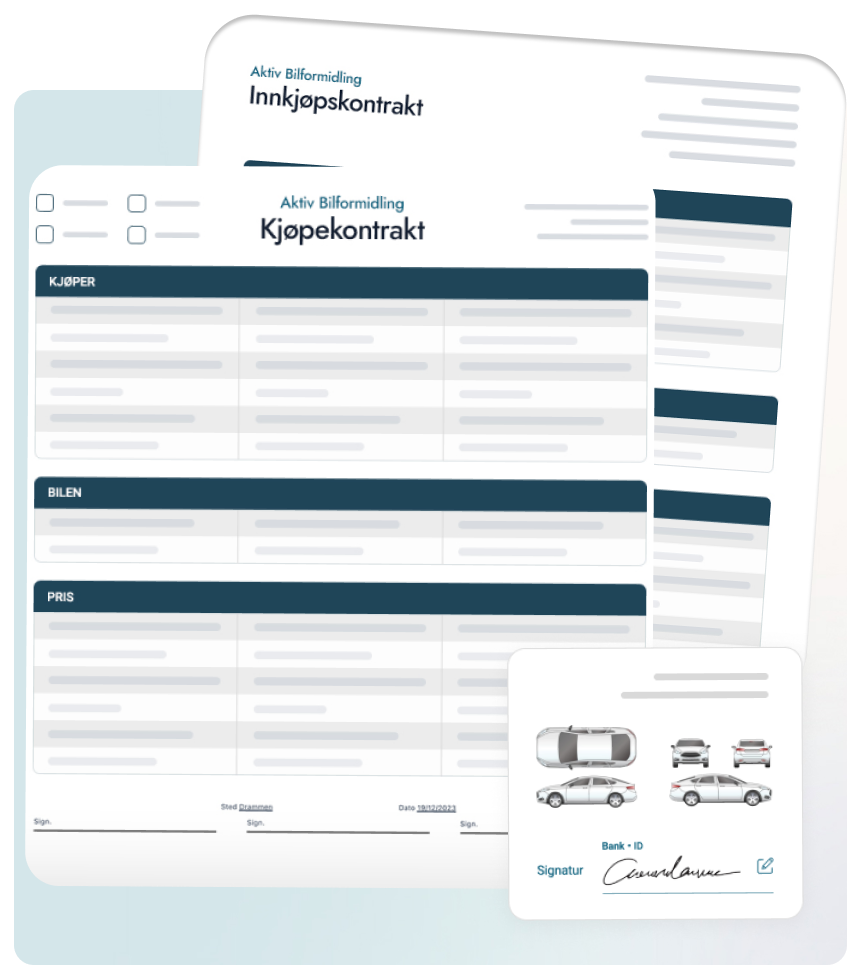 Aktiv Bilformidling
Innkjøpskontrakt
Aktiv Bilformidling
Kjøpekontrakt
KJØPER
BILEN
PRIS
Sted Drammen
Dato 19/12/2023
Sign.
Sign.
Sign.
Bank • ID
Signatur